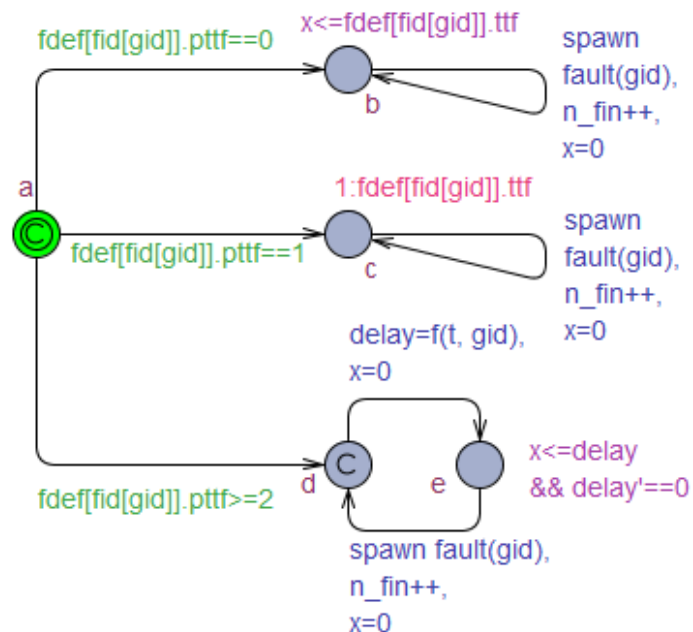 fdef[fid[gid]].pttf==0
x<=fdef[fid[gid]].ttf
spawn
fault(gid),
n_fin++,
x=0
b
a
C
1:fdef[fid[gid]].ttf
fdef[fid[gid]].pttf==1
c
spawn
fault(gid),
n_fin++,
x=0
delay=f(t, gid),
x=0
C
d
e
x<=delay
&& delay'==0
fdef[fid[gid]].pttf>=2
spawn fault(gid),
n_fin++,
x=0